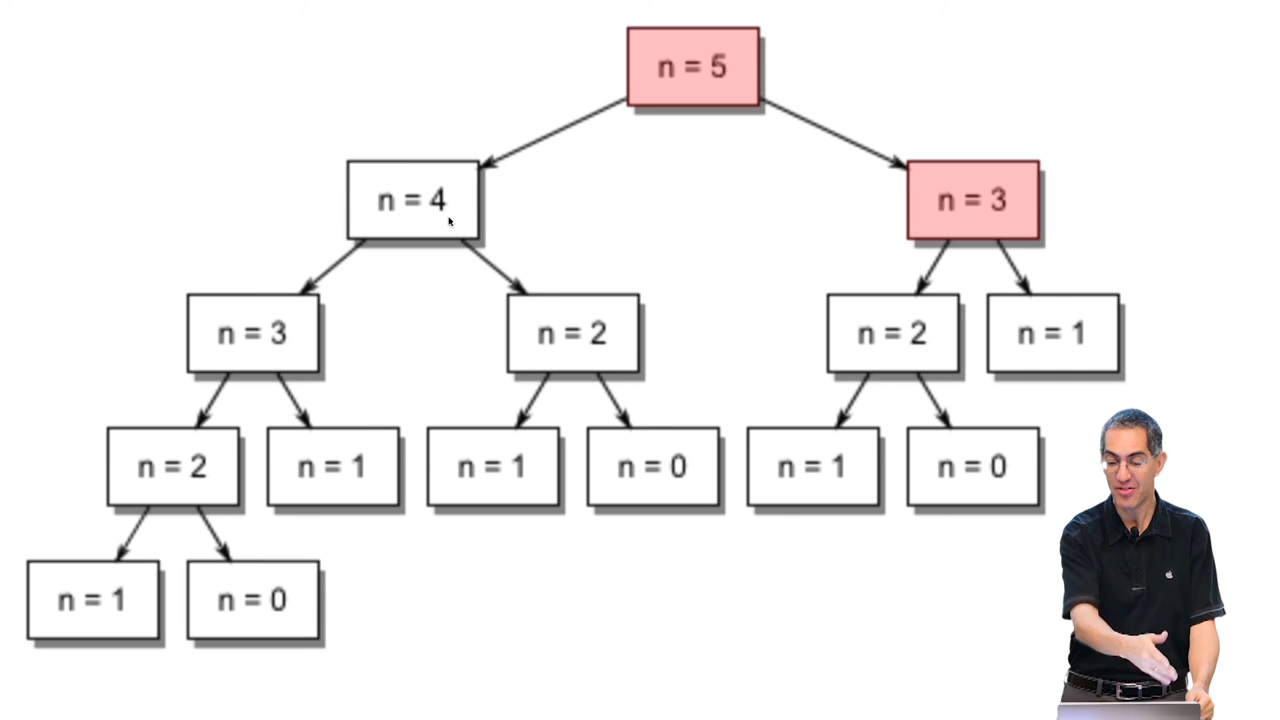 n = 5
n = 4
n = 3
n = 3
n = 2
n = 2
n = 1
n = 2
n = 1
n = 1
n = 0
n = 1
n = 0
n = 1
n = 0